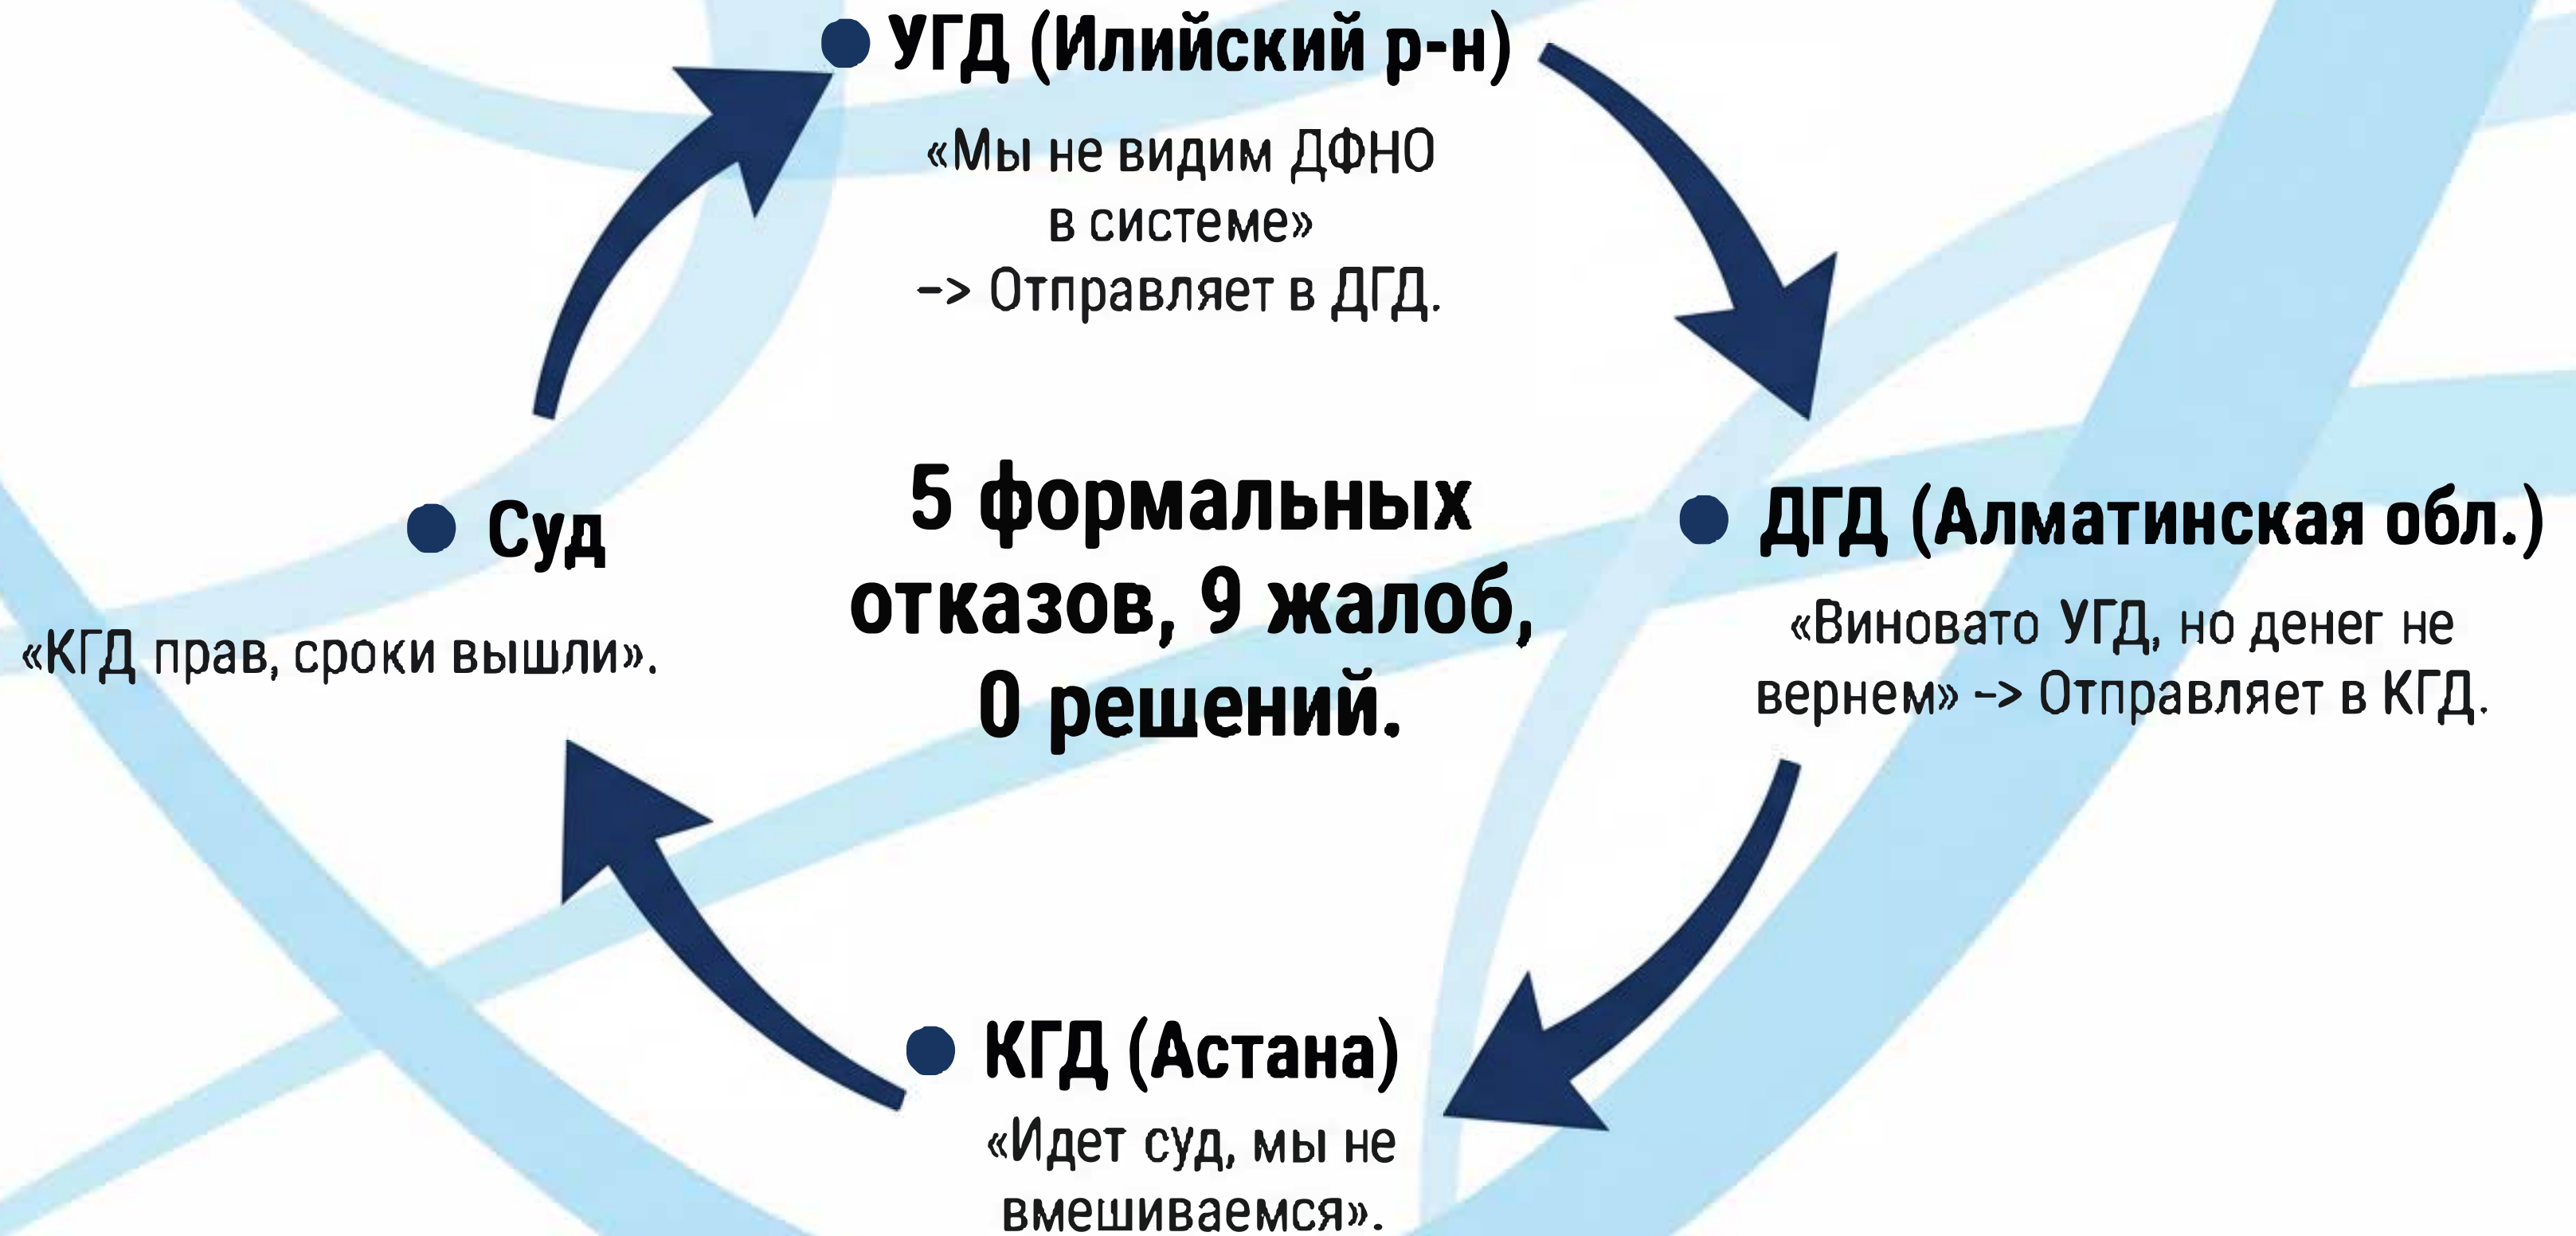 УГД (Илийский р-н)
«Мы не видим ДФНО
в системе»
–> Отправляет в ДГД.
5 формальных
отказов, 9 жалоб,
0 решений.
ДГД (Алматинская обл.)
«Виновато УГД, но денег не
вернем» –> Отправляет в КГД.
Суд
«КГД прав, сроки вышли».
КГД (Астана)
«Идет суд, мы не
вмешиваемся».